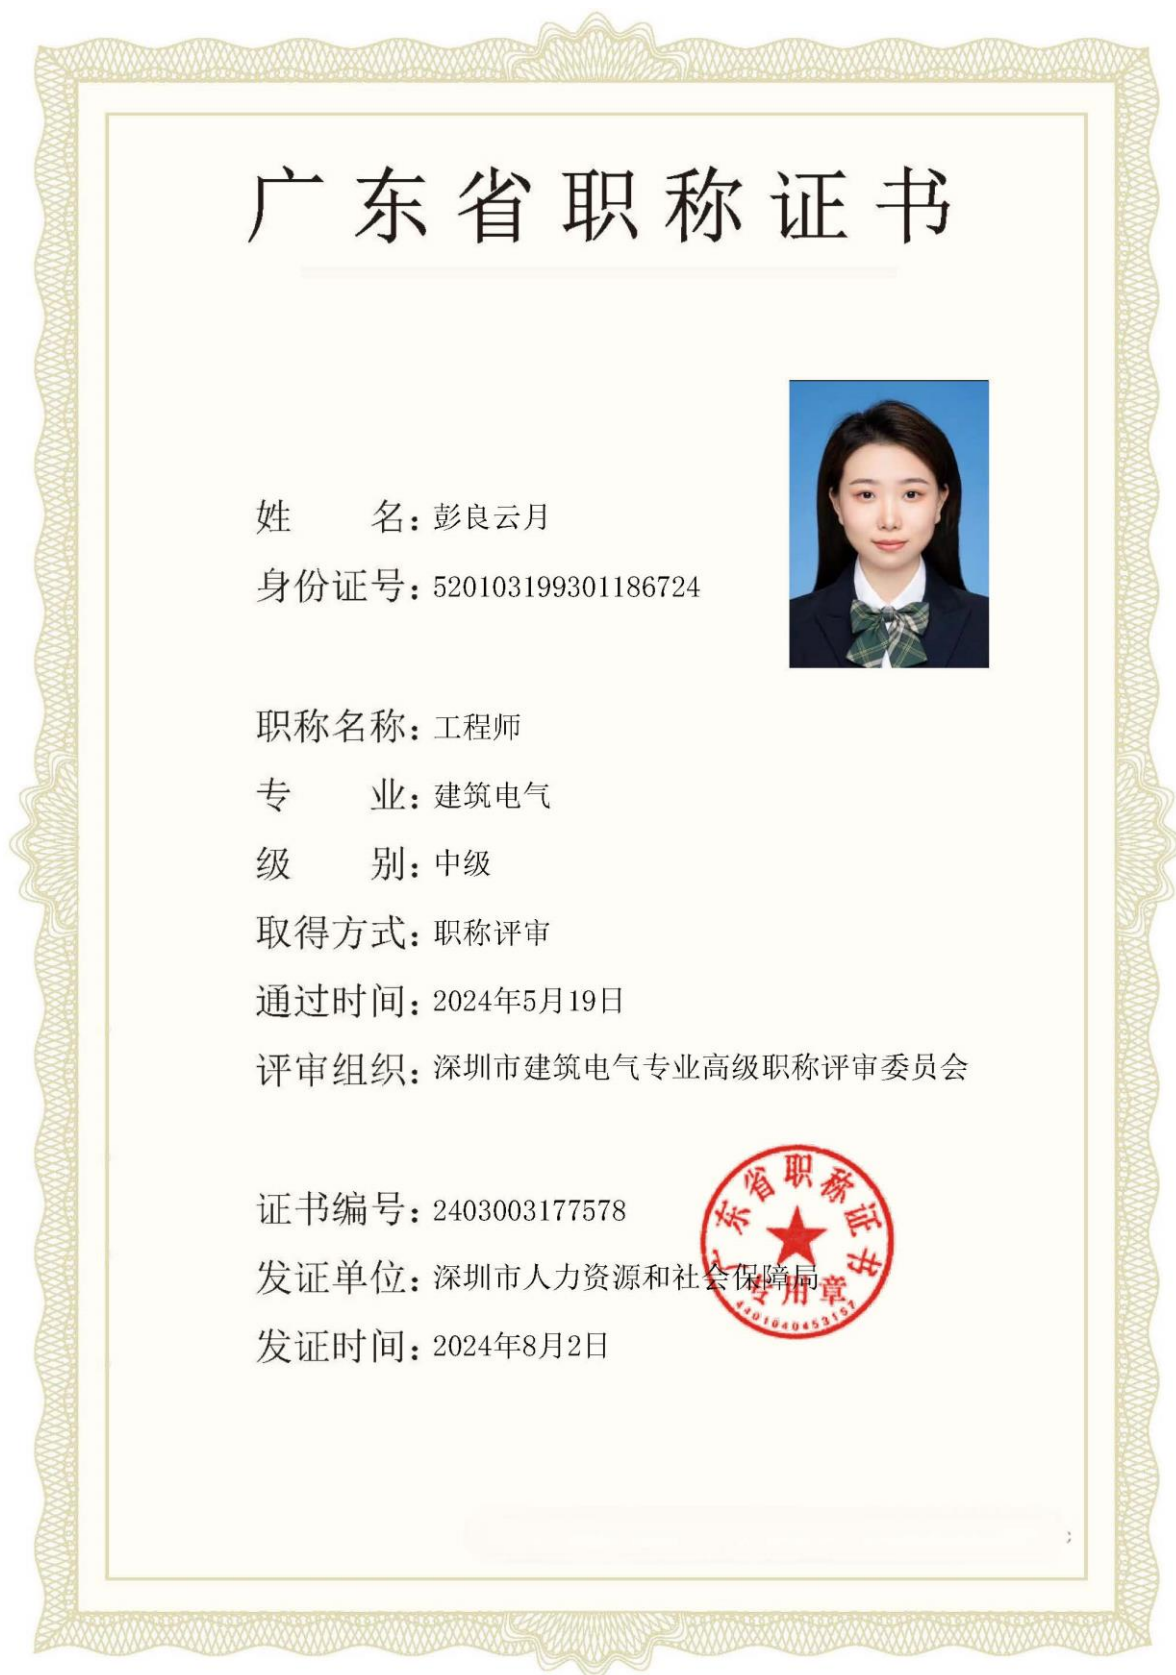 广东省职称证书
姓名：彭良云月
身份证号：520103199301186724
职称名称：工程师
专业：建筑电气
级别：中级
取得方式：职称评审
通过时间：2024年5月19日
评审组织：深圳市建筑电气专业高级职称评审委员会
证书编号：2403003177578
发证单位：深圳市人力资源和社会保障局
发证时间：2024年8月2日
广东省职称证书
专用章
4401040453157